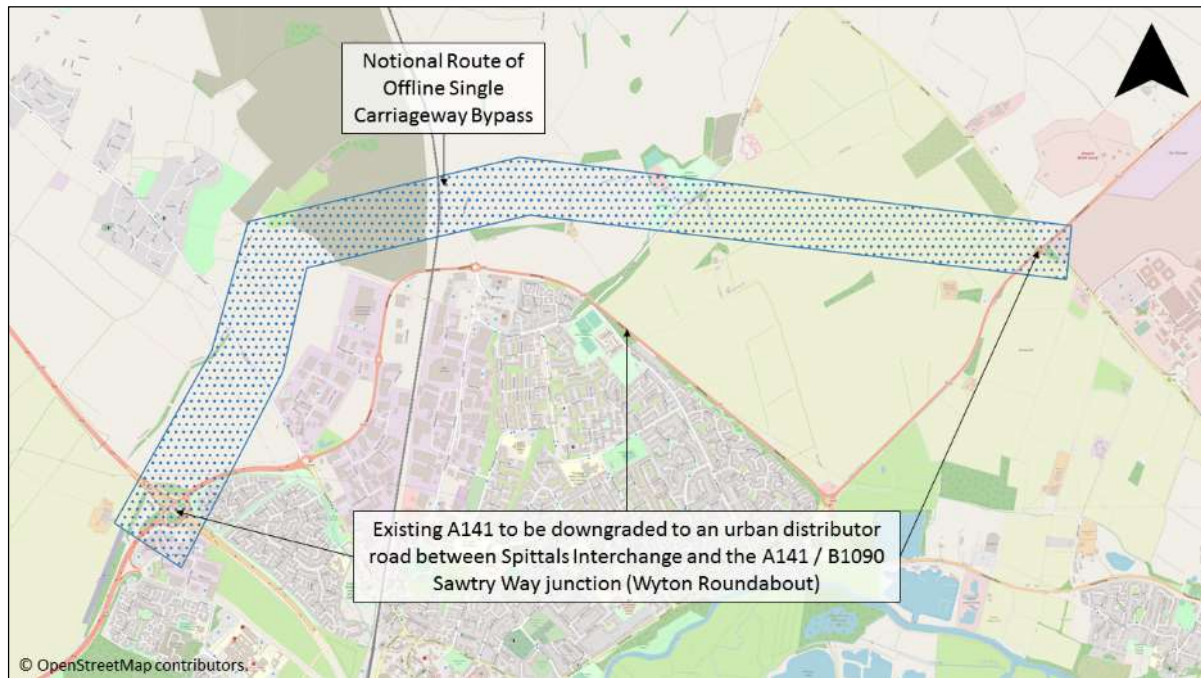 Notional Route of
Offline Single
Carriageway Bypass
Existing A141 to be downgraded to an urban distributor
road between Spittals Interchange and the A141 / B1090
Sawtry Way junction (Wyton Roundabout)
© OpenStreetMap contributors.